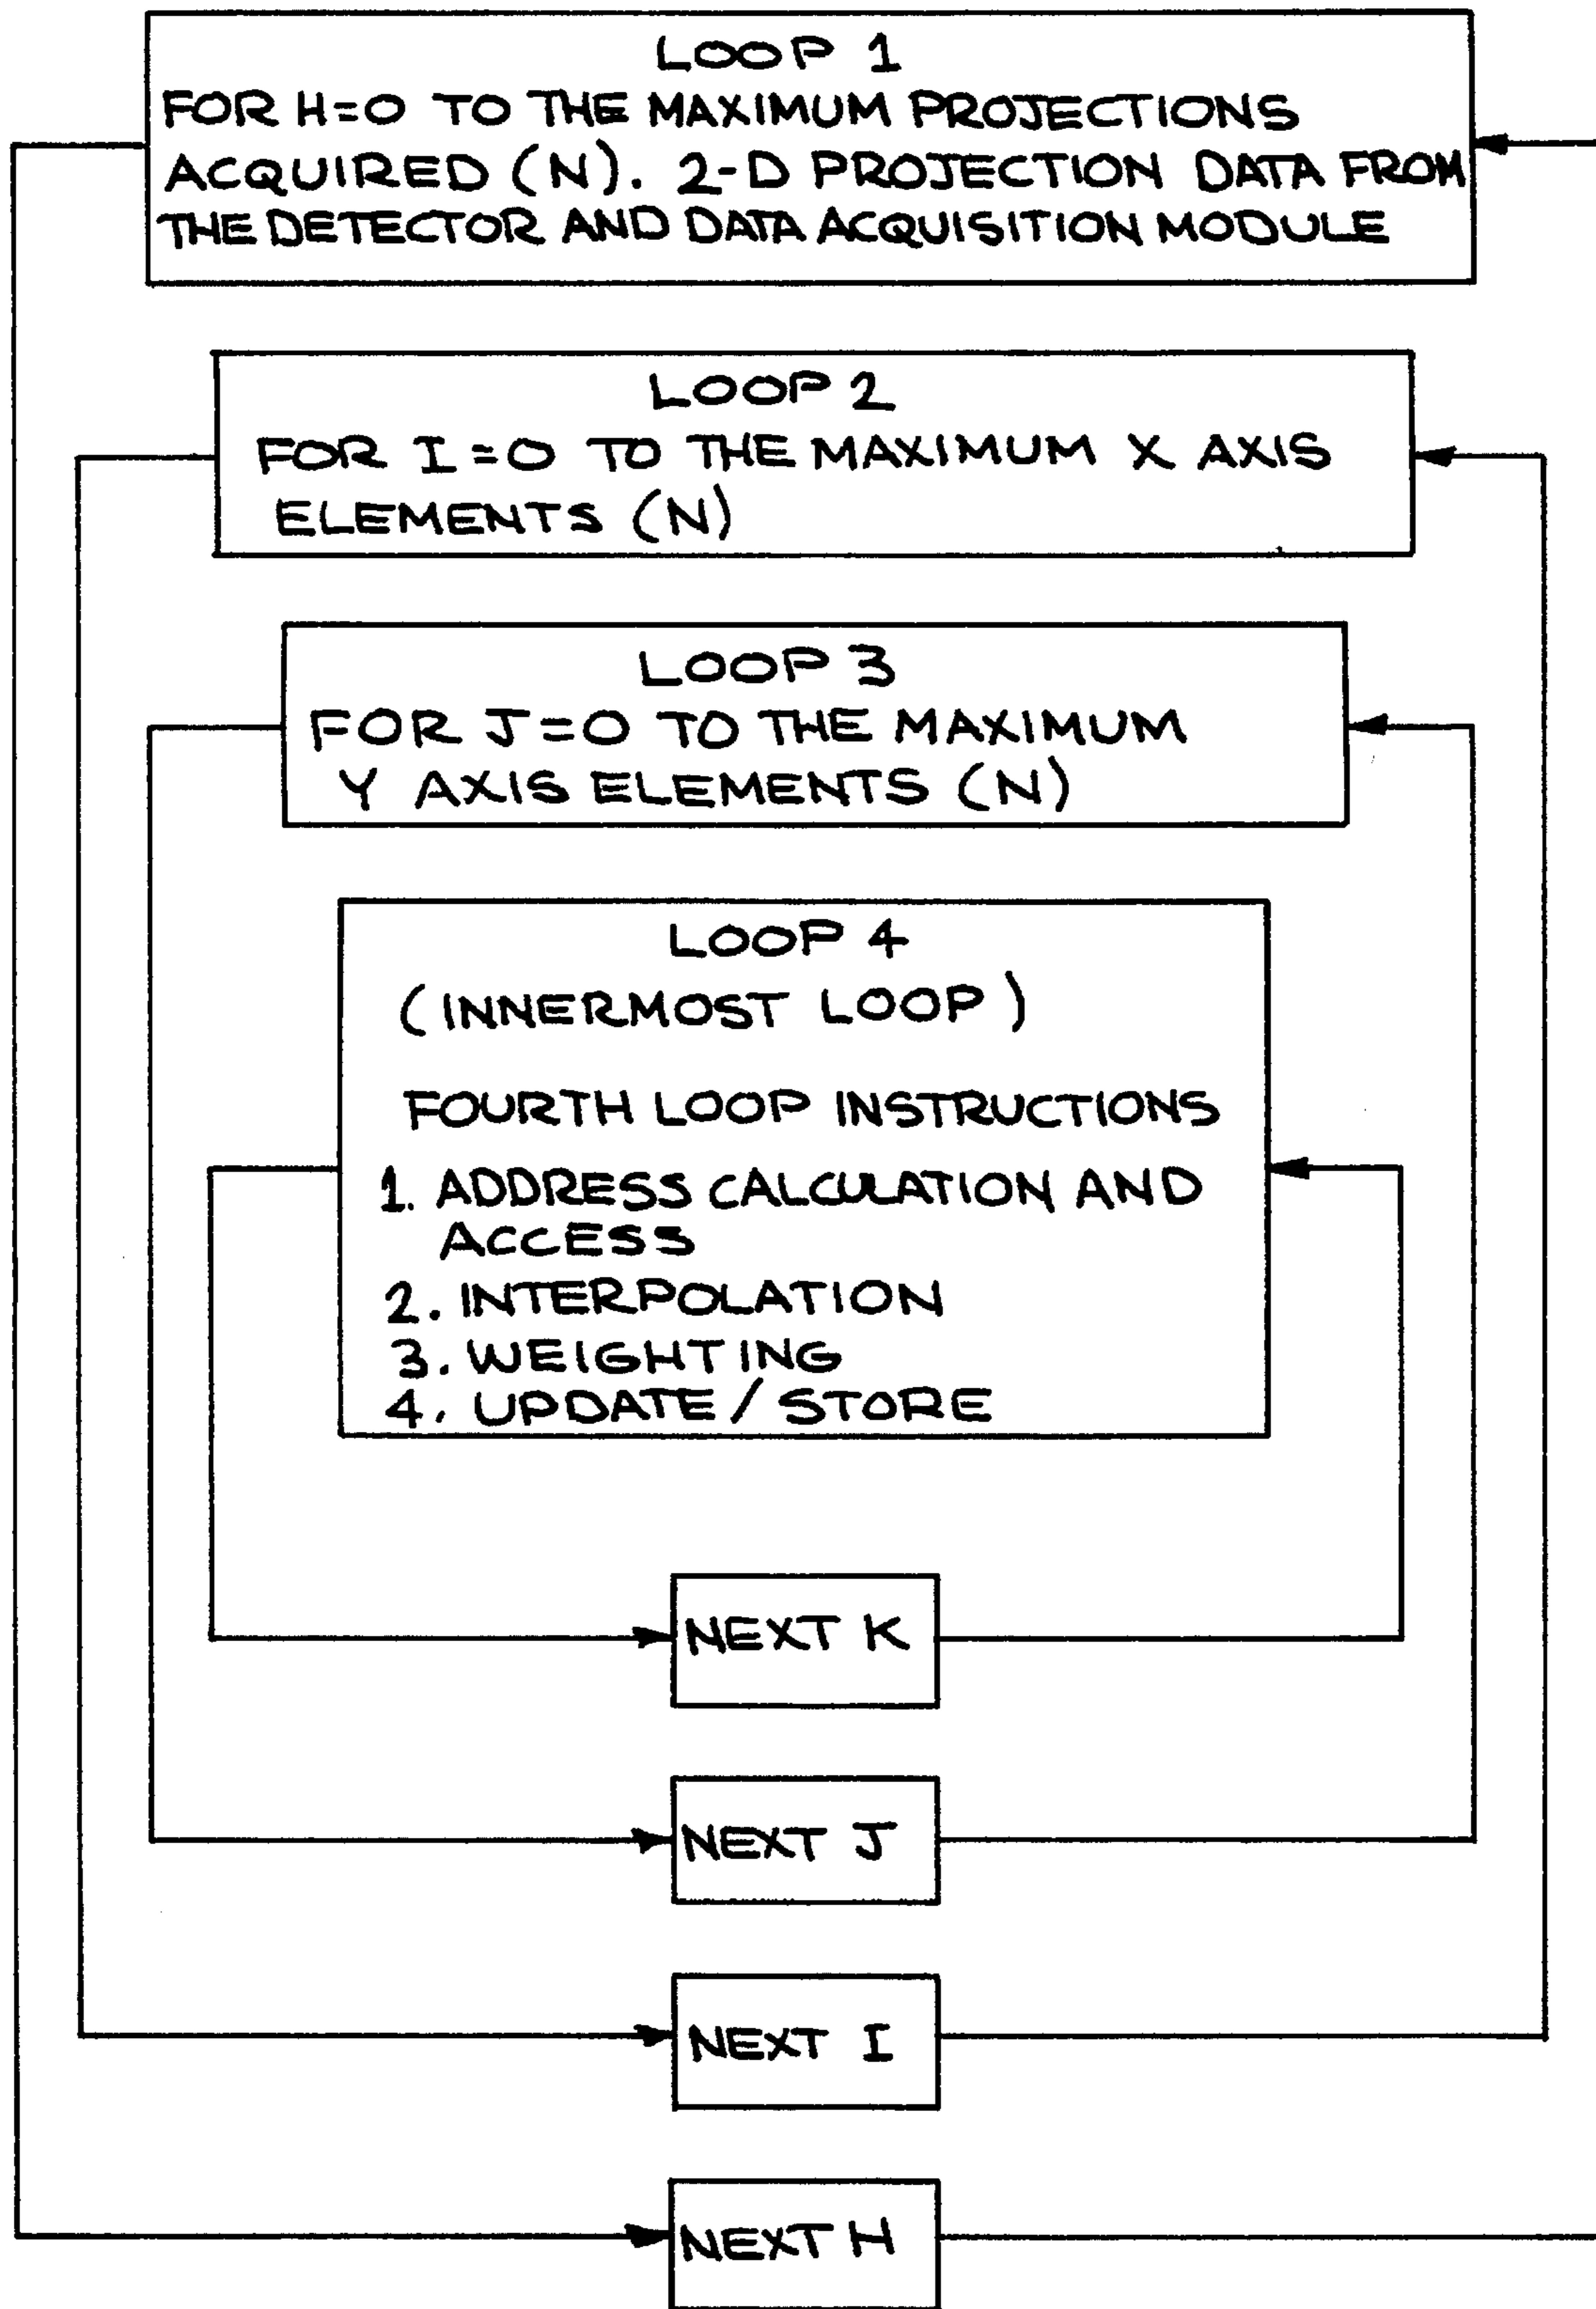 LOOP 1
FOR H=0 TO THE MAXIMUM PROJECTIONS
ACQUIRED (N). 2-D PROJECTION DATA FROM
THE DETECTOR AND DATA ACQUISITION MODULE
LOOP 2
FOR I=0 TO THE MAXIMUM X AXIS
ELEMENTS (N)
LOOP 3
FOR J=0 TO THE MAXIMUM
Y AXIS ELEMENTS (N)
LOOP 4
(INNERMOST LOOP)
FOURTH LOOP INSTRUCTIONS
1. ADDRESS CALCULATION AND
ACCESS
2. INTERPOLATION
3. WEIGHTING
4. UPDATE/STORE
NEXT K
NEXT J
NEXT I
NEXT H